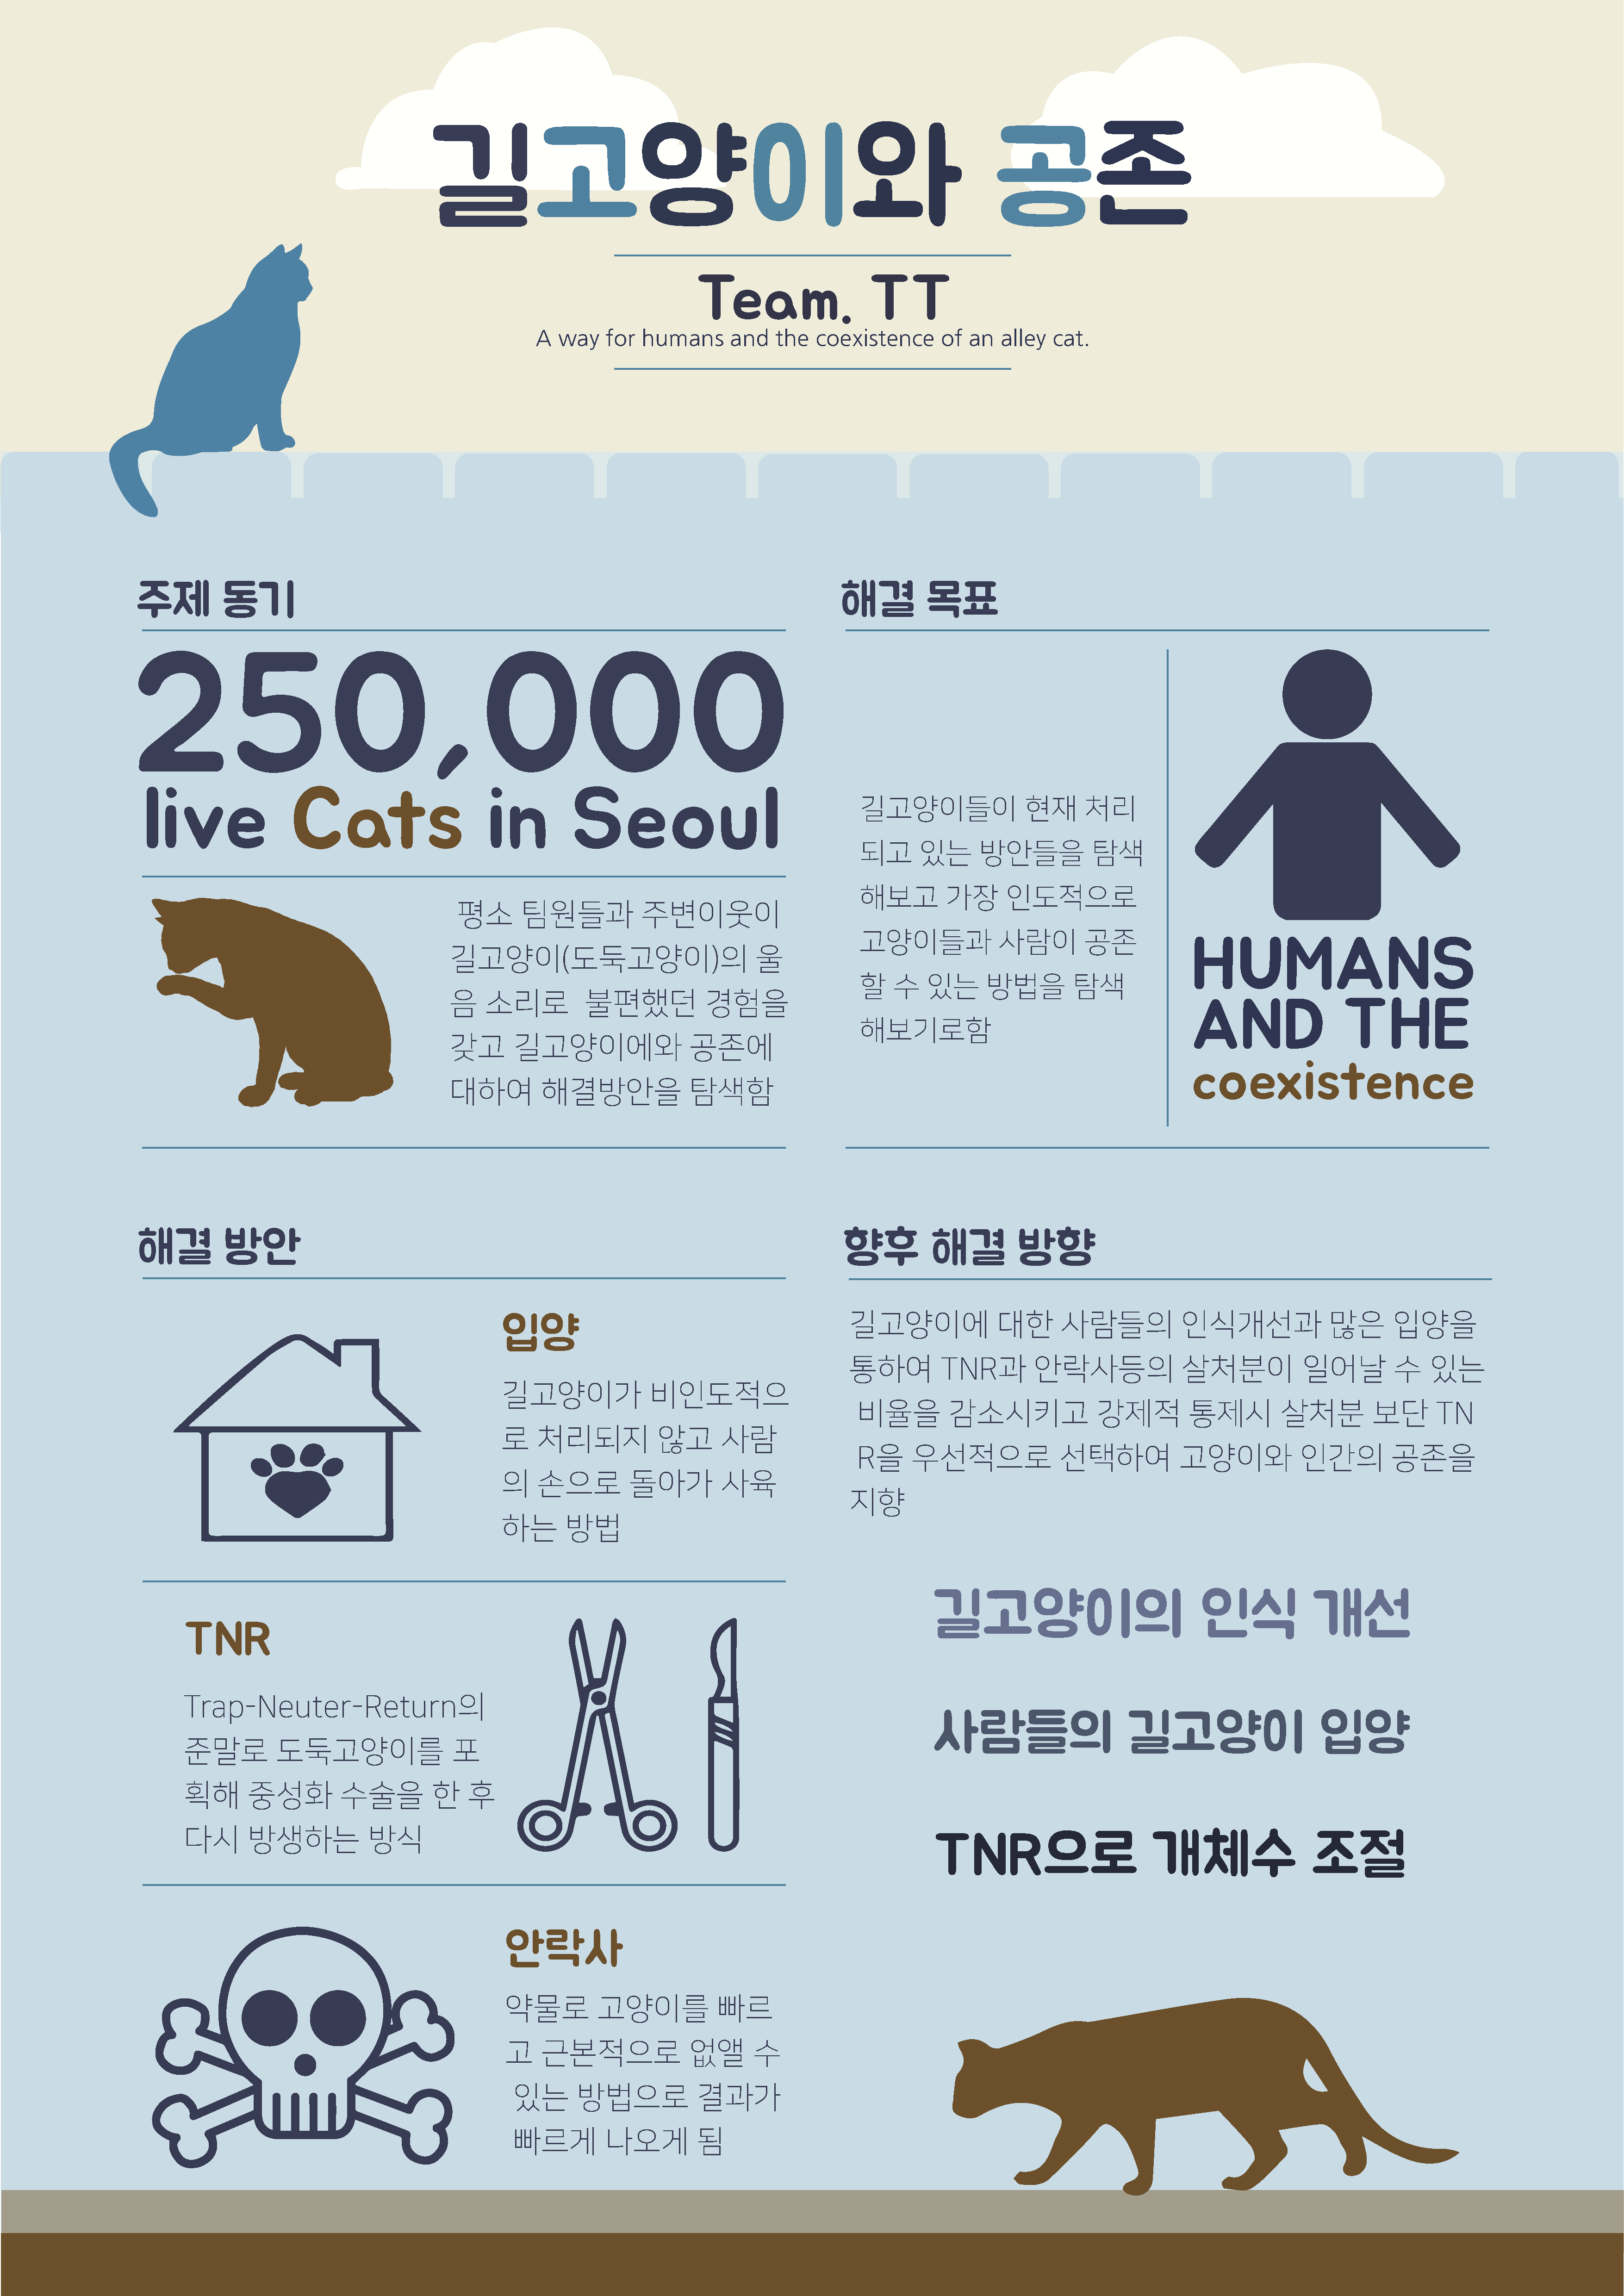 길고양이와 공존
Team. TT
A way for humans and the coexistence of an alley cat.
주제 동기
250,000
live Cats in Seoul
평소 팀원들과 주변이웃이
길고양이(도둑고양이)의 울
음 소리로 불편했던 경험을
갖고 길고양이에와 공존에
대하여 해결방안을 탐색함
해결 목표
길고양이들이 현재 처리
되고 있는 방안들을 탐색
해보고 가장 인도적으로
고양이들과 사람이 공존
할 수 있는 방법을 탐색
해보기로함
HUMANS
AND THE
coexistence
해결 방안
입양
길고양이가 비인도적으
로 처리되지 않고 사람
의 손으로 돌아가 사육
하는 방법
TNR
Trap-Neuter-Return의
준말로 도둑고양이를 포
획해 중성화 수술을 한 후
다시 방생하는 방식
안락사
약물로 고양이를 빠르
고 근본적으로 없앨 수
있는 방법으로 결과가
빠르게 나오게 됨
향후 해결 방향
길고양이에 대한 사람들의 인식개선과 많은 입양을
통하여 TNR과 안락사등의 살처분이 일어날 수 있는
비율을 감소시키고 강제적 통제시 살처분 보단 TN
R을 우선적으로 선택하여 고양이와 인간의 공존을
지향
길고양이의 인식 개선
사람들의 길고양이 입양
TNR으로 개체수 조절